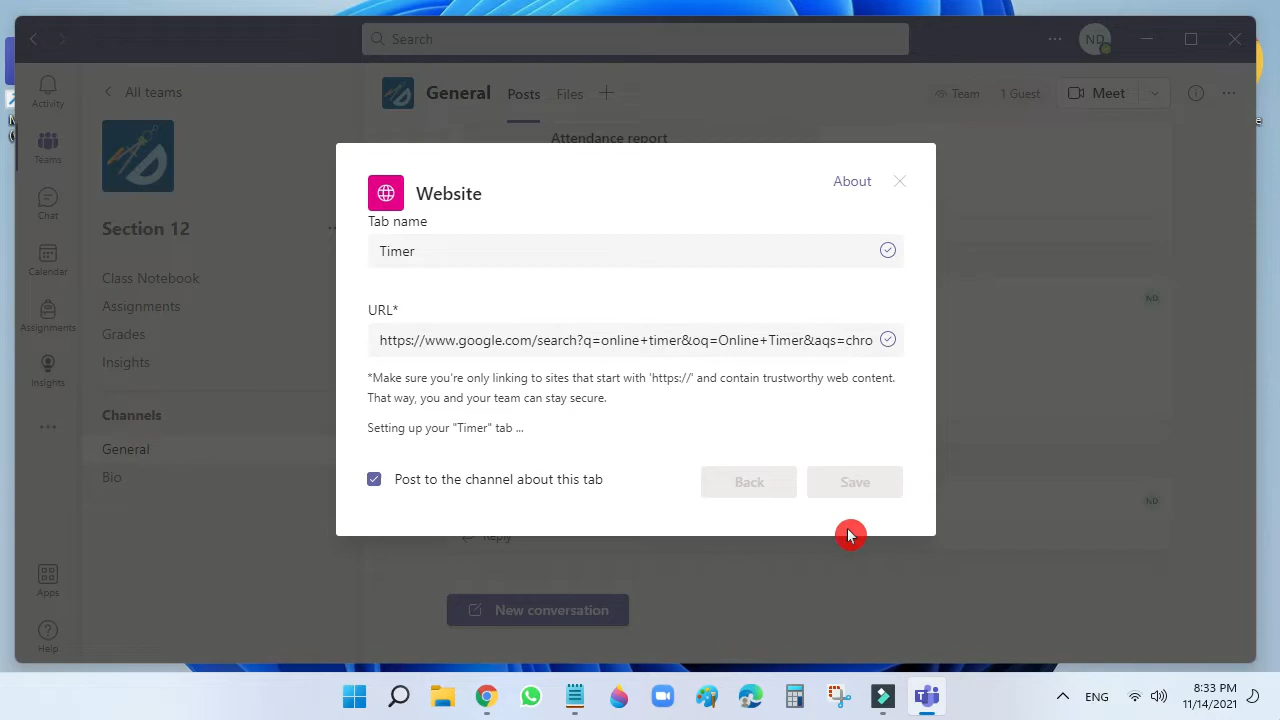 Search
ND
Activity
Teams
Chat
Calendar
Assignments
Insights
Apps
Help
All teams
Section 12
Class Notebook
Assignments
Grades
Insights
Channels
General
Bio
General Posts Files
Team 1 Guest Meet
Attendance report
Website
About
Tab name
Timer
URL*
https://www.google.com/search?q=online+timer&oq=Online+Timer&aqs=chro
*Make sure you're only linking to sites that start with 'https://' and contain trustworthy web content.
That way, you and your team can stay secure.
Setting up your "Timer" tab ...
Post to the channel about this tab
Back
Save
ND
ND
Reply
New conversation
ENG
8:33 PM
11/14/2021